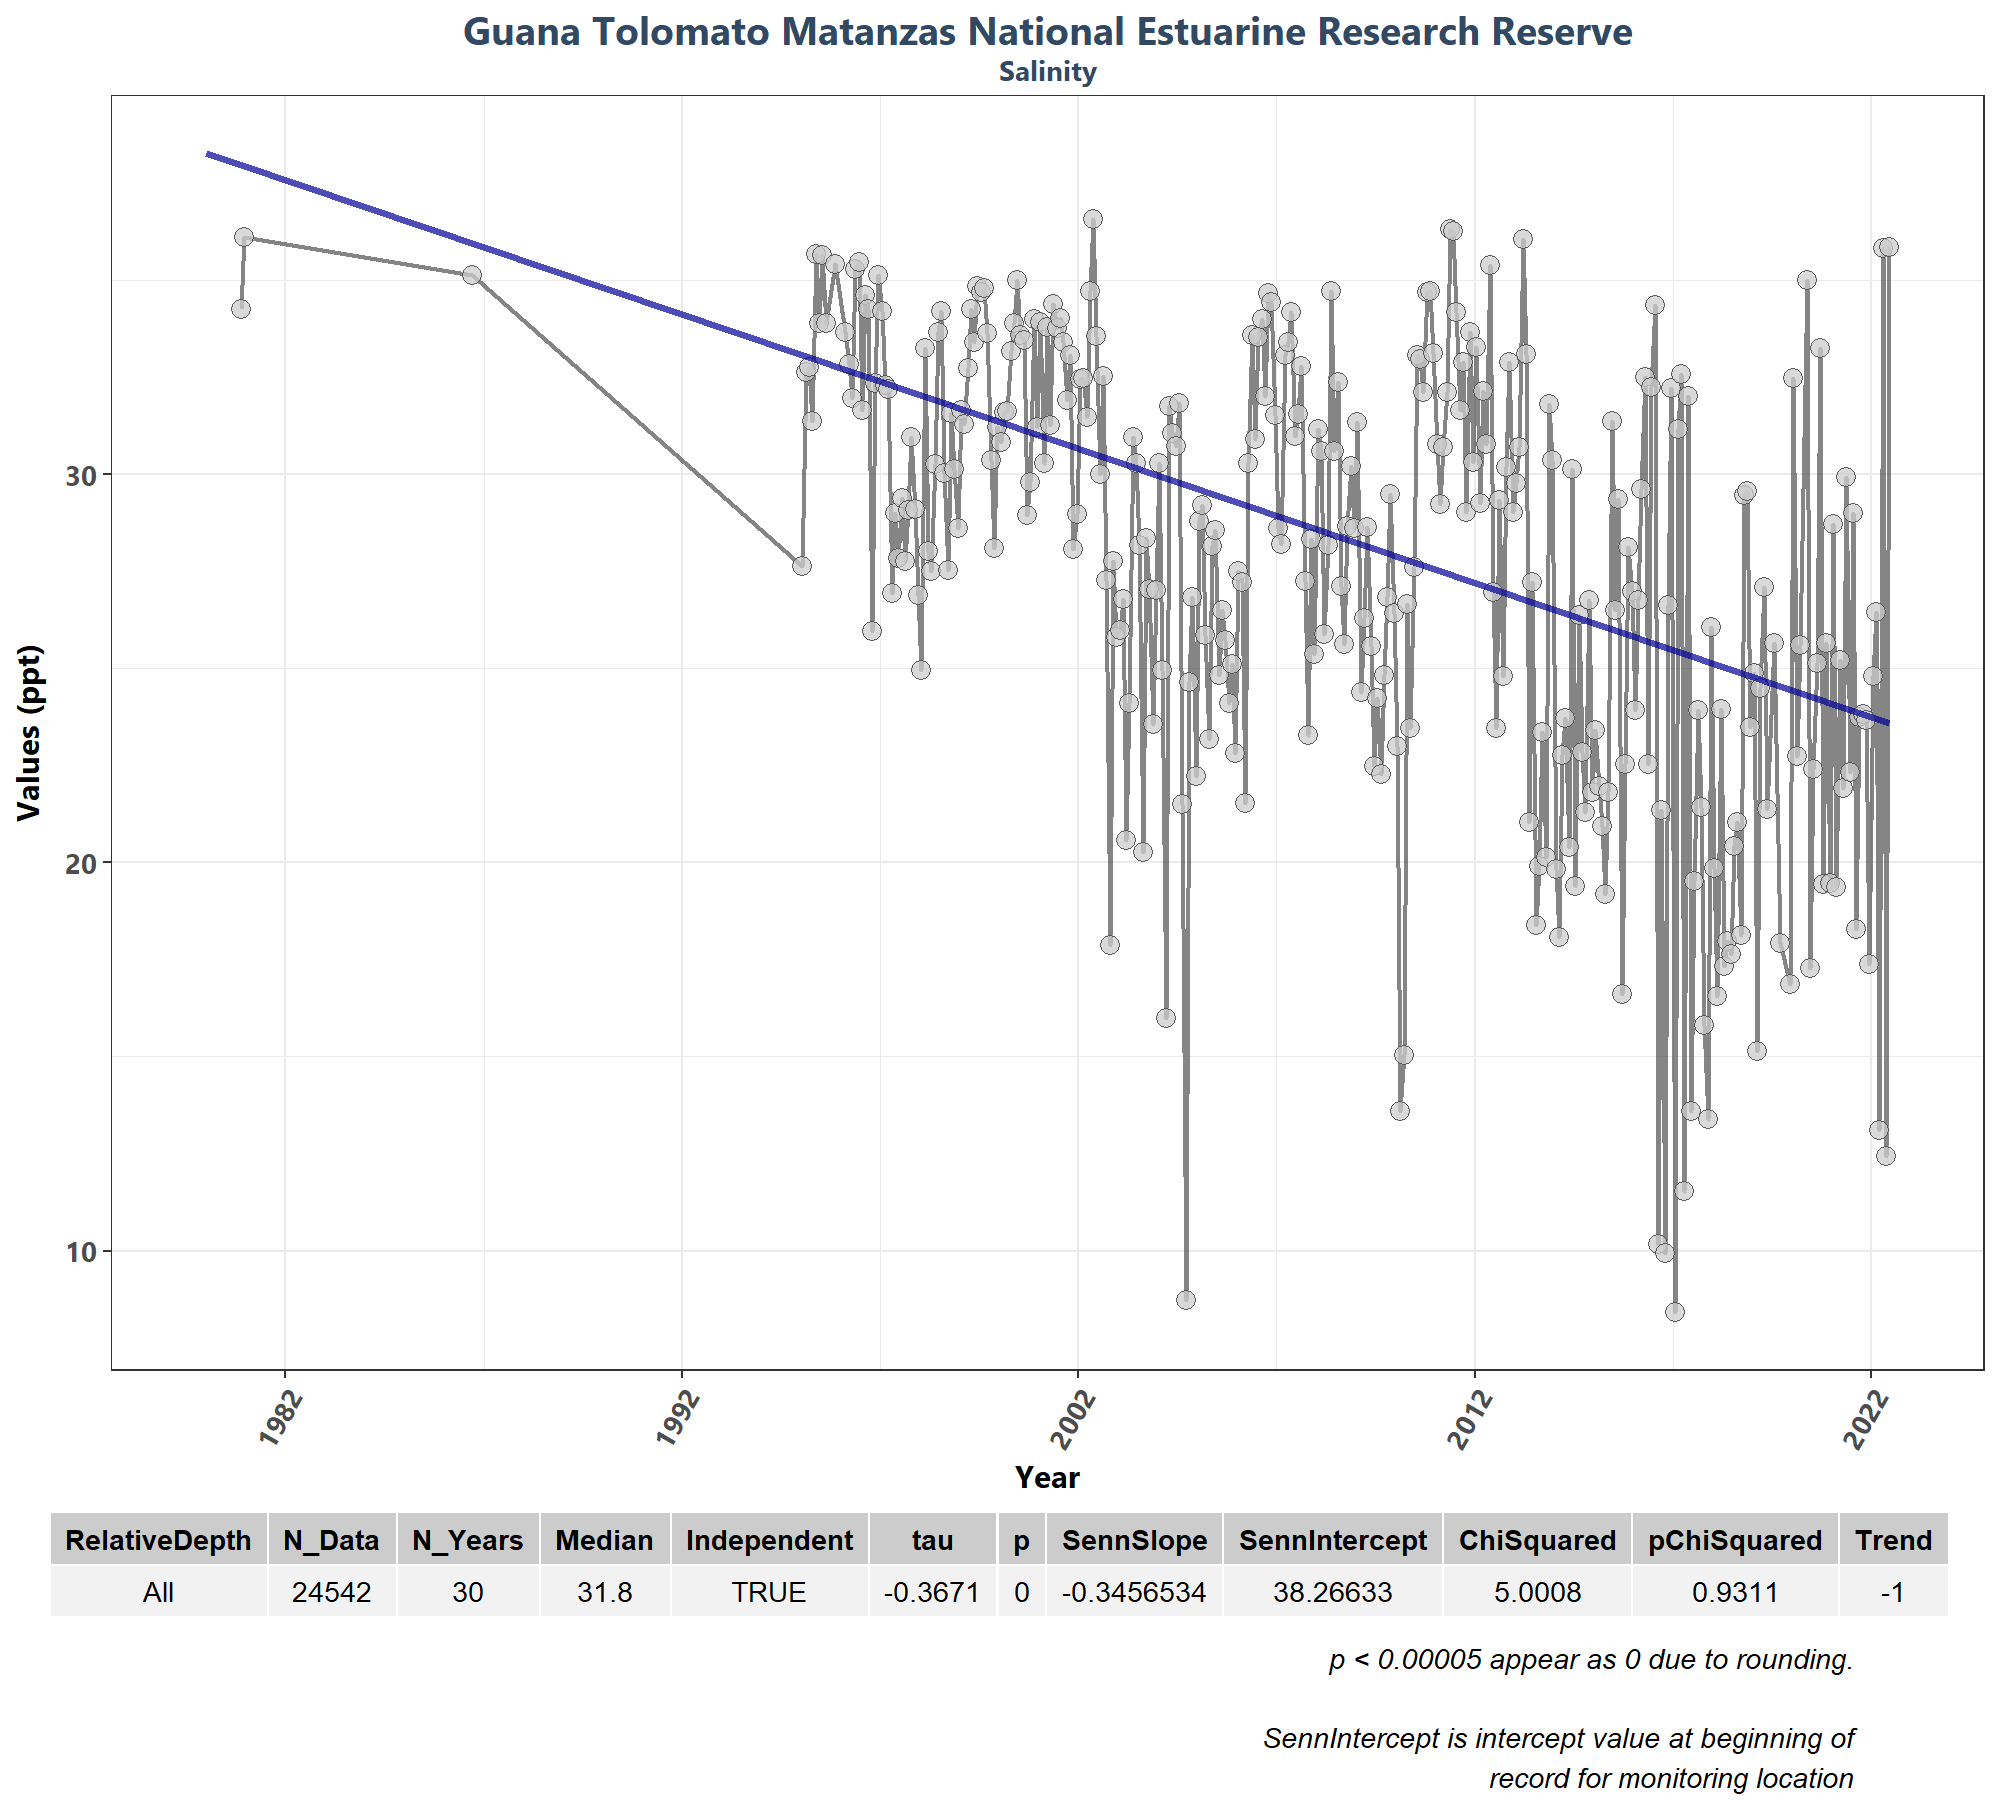 Guana Tolomato Matanzas National Estuarine Research Reserve
Salinity
Values (ppt)
30
20
10
1982 1992 2002 2012 2022
Year
RelativeDepth N_Data N_Years Median Independent tau p SennSlope SennIntercept ChiSquared pChiSquared Trend
All 24542 30 31.8 TRUE -0.3671 0 -0.3456534 38.26633 5.0008 0.9311 -1
p < 0.00005 appear as 0 due to rounding.
SennIntercept is intercept value at beginning of
record for monitoring location